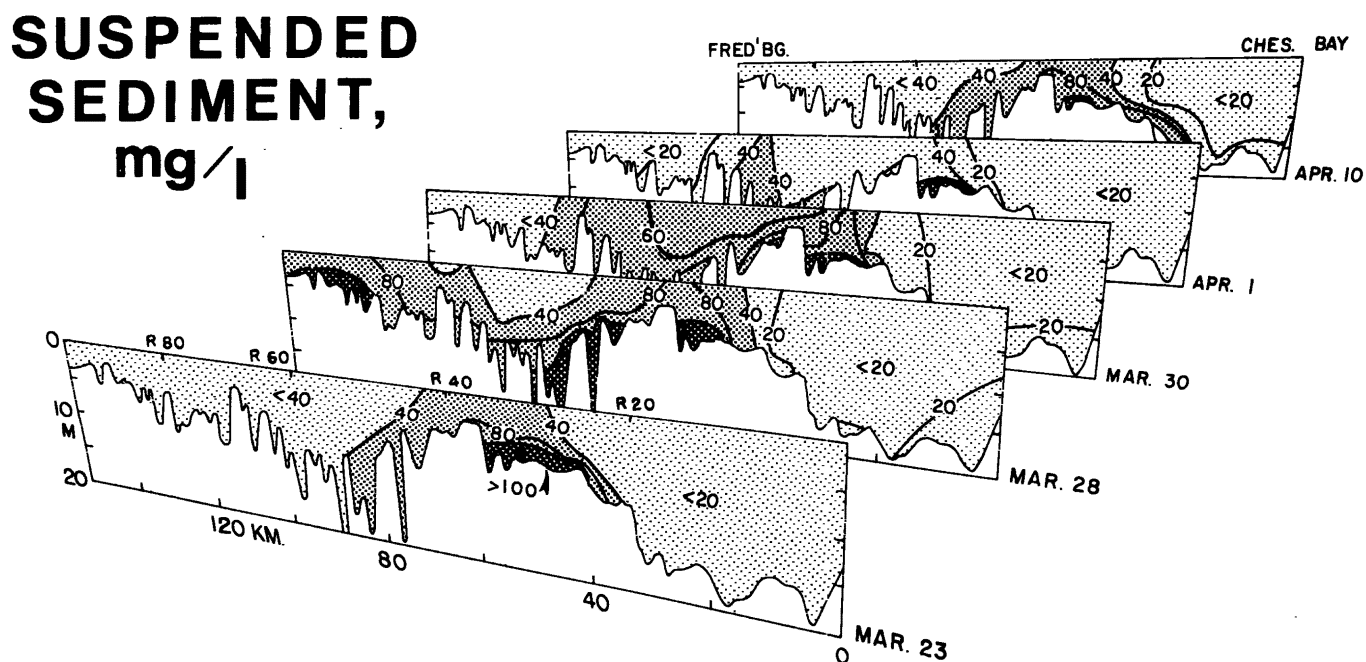 SUSPENDED
SEDIMENT,
mg/l
FRED'BG. CHES. BAY
<40 40 80 40 20 <20
APR. 10
<20 40 40 40 20 <20
APR. 1
<40 60 80 20 <20 20
MAR. 30
80 40 80 80 40 20 <20 20
MAR. 28
0 R 80 R 60 R 40 R 20
10
M
20
<40 40 80 40 <20
>100
120 KM. 80 40 0
MAR. 23